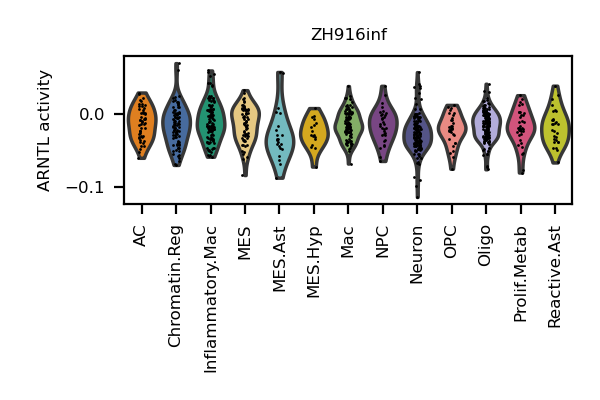 ZH916inf
ARNTL activity
0.0
−0.1
AC
Chromatin.Reg
Inflammatory.Mac
MES
MES.Ast
MES.Hyp
Mac
NPC
Neuron
OPC
Oligo
Prolif.Metab
Reactive.Ast